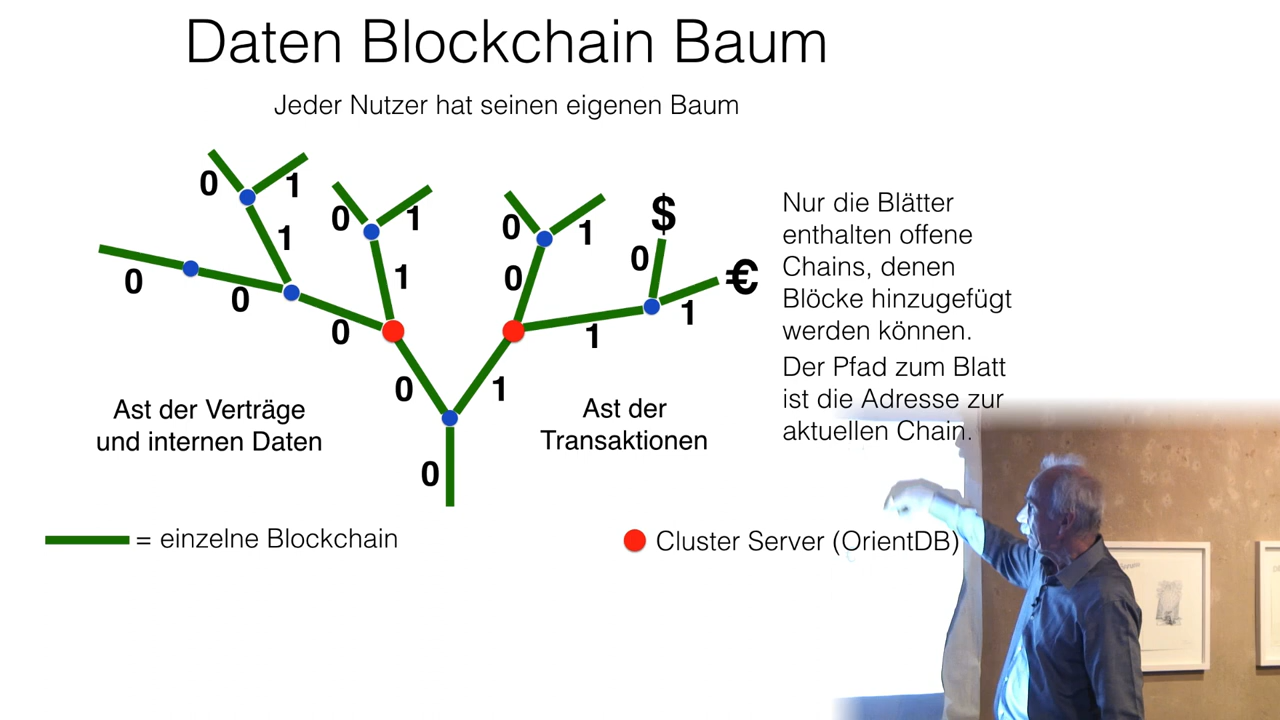 Daten Blockchain Baum
Jeder Nutzer hat seinen eigenen Baum
0 1
0 1
0 1
$
0
€
1
1
0
0
0
1
0
1
0
0
1
0
1
0
Nur die Blätter
enthalten offene
Chains, denen
Blöcke hinzugefügt
werden können.
Der Pfad zum Blatt
ist die Adresse zur
aktuellen Chain.
Ast der Verträge
und internen Daten
Ast der
Transaktionen
= einzelne Blockchain
Cluster Server (OrientDB)